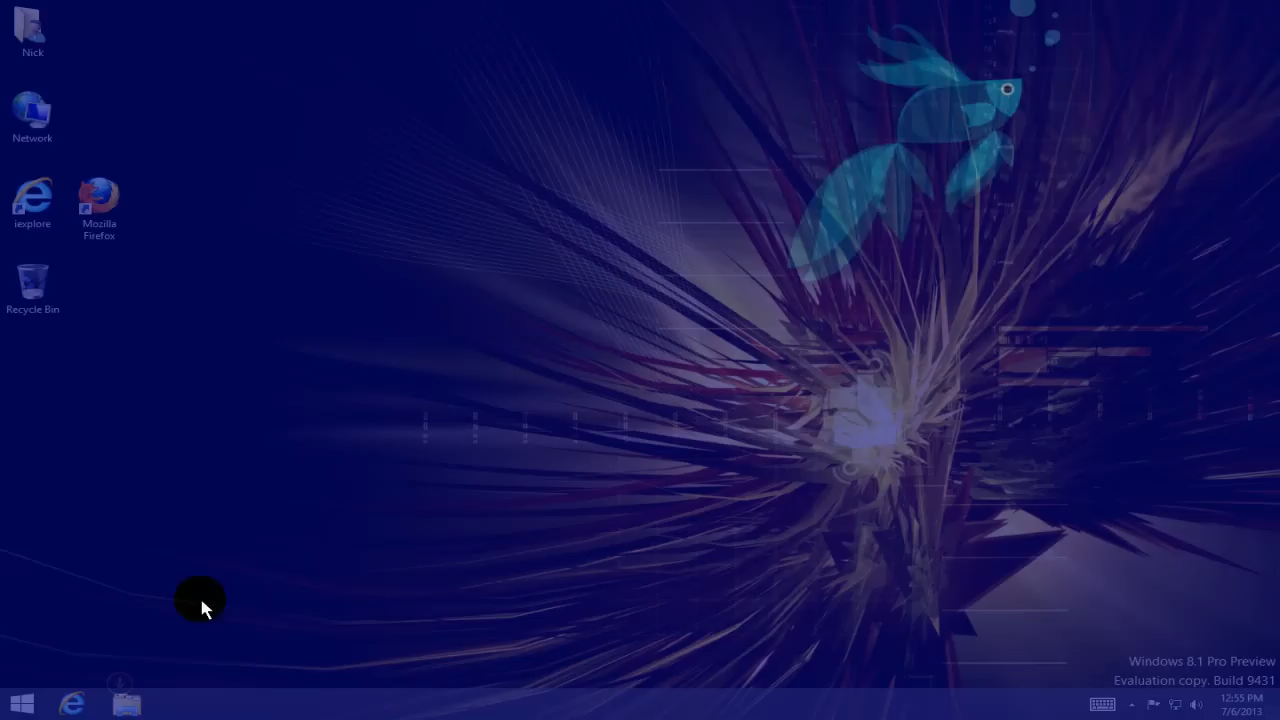 Nick
Network
iexplore
Mozilla
Firefox
Recycle Bin
Windows 8.1 Pro Preview
Evaluation copy. Build 9431
12:55 PM
7/6/2013